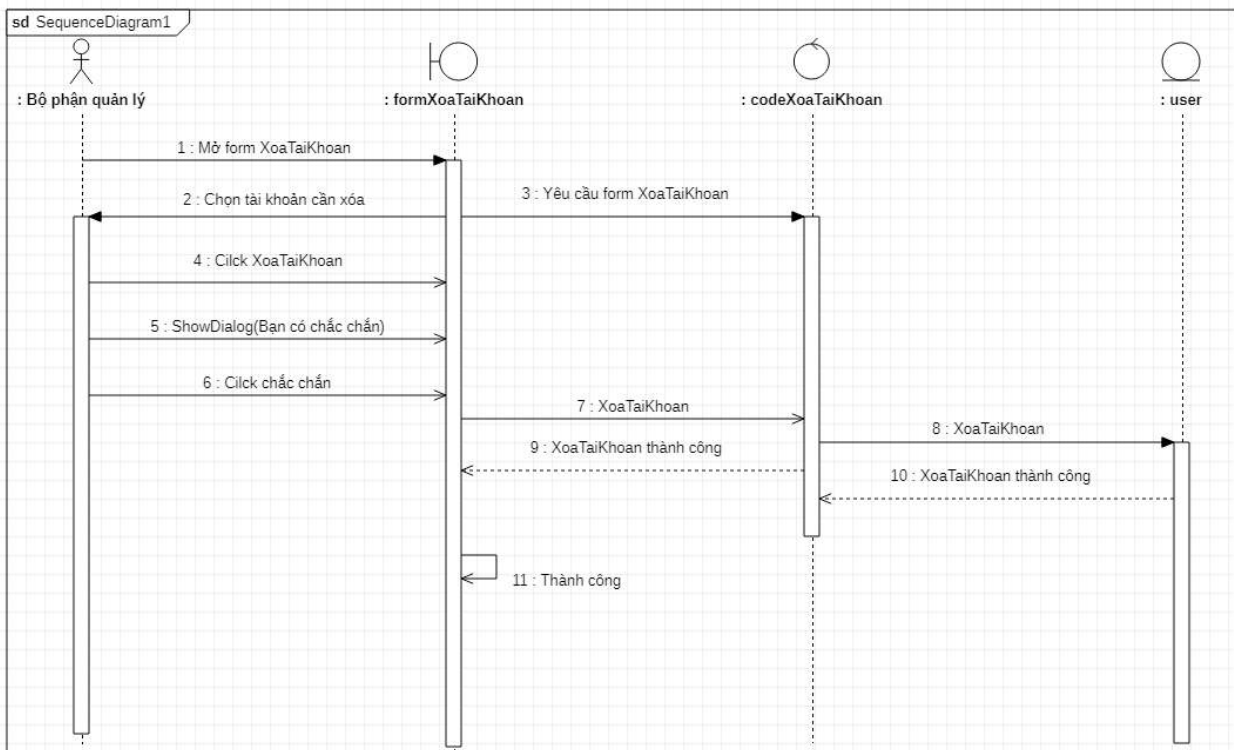 sd SequenceDiagram1
: Bộ phận quản lý
: formXoaTaiKhoan
: codeXoaTaiKhoan
: user
1 : Mở form XoaTaiKhoan
2 : Chọn tài khoản cần xóa
3 : Yêu cầu form XoaTaiKhoan
4 : Cilck XoaTaiKhoan
5 : ShowDialog(Bạn có chắc chắn)
6 : Cilck chắc chắn
7 : XoaTaiKhoan
8 : XoaTaiKhoan
9 : XoaTaiKhoan thành công
10 : XoaTaiKhoan thành công
11 : Thành công